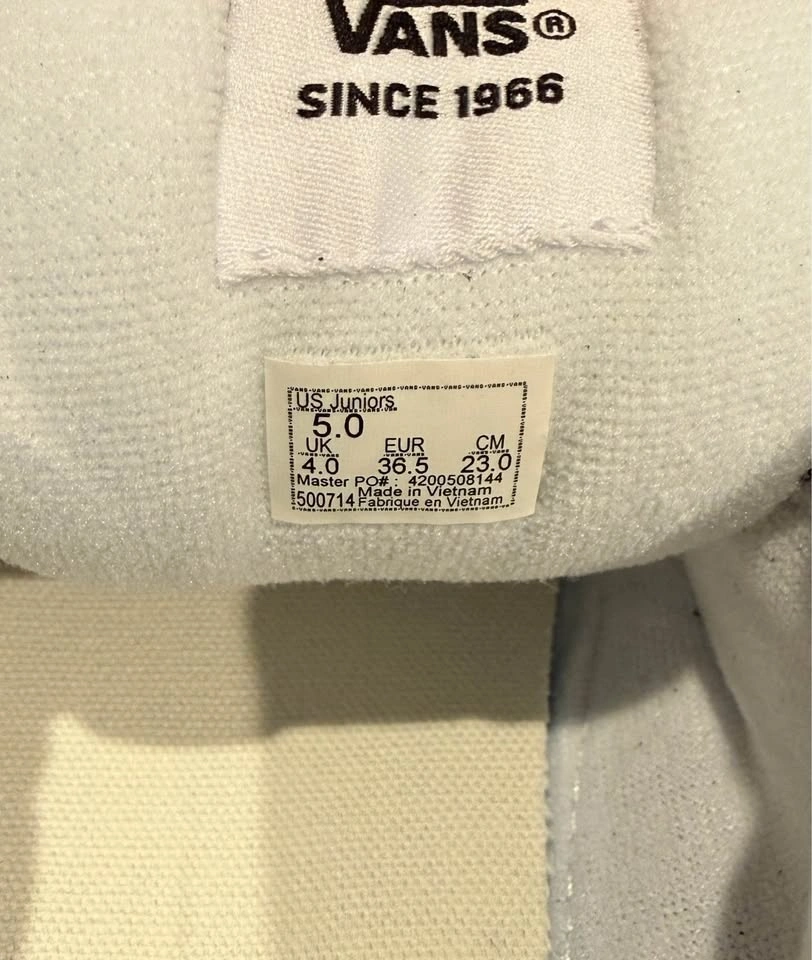 VANS®
SINCE 1966
US Juniors
5.0
UK EUR CM
4.0 36.5 23.0
Master PO# : 4200508144
Made in Vietnam
500714 Fabrique en Vietnam